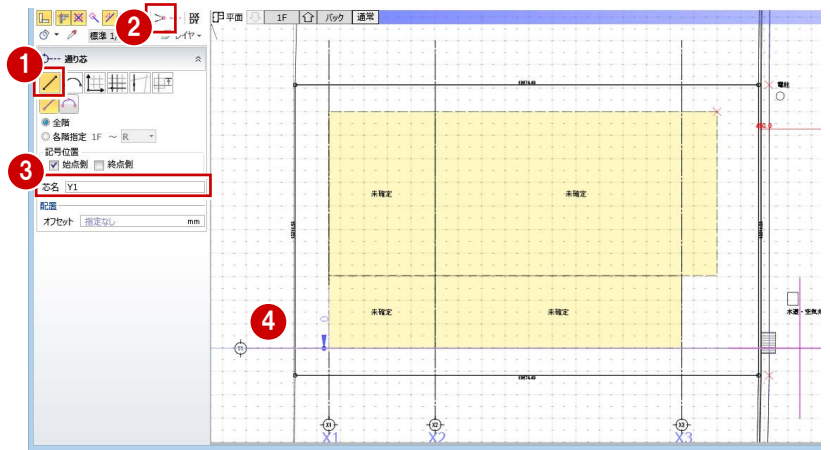 2
平面 1F バック 通常
標準 1/ レイヤ
1
通り芯
全階
各階指定 1F ～ R
記号位置
始点側 終点側
3
芯名 Y1
配置
オフセット 指定なし mm
電柱
未確定 未確定
未確定 未確定
水道・空気
4
0
X1 X2 X3
X1 X2 X3